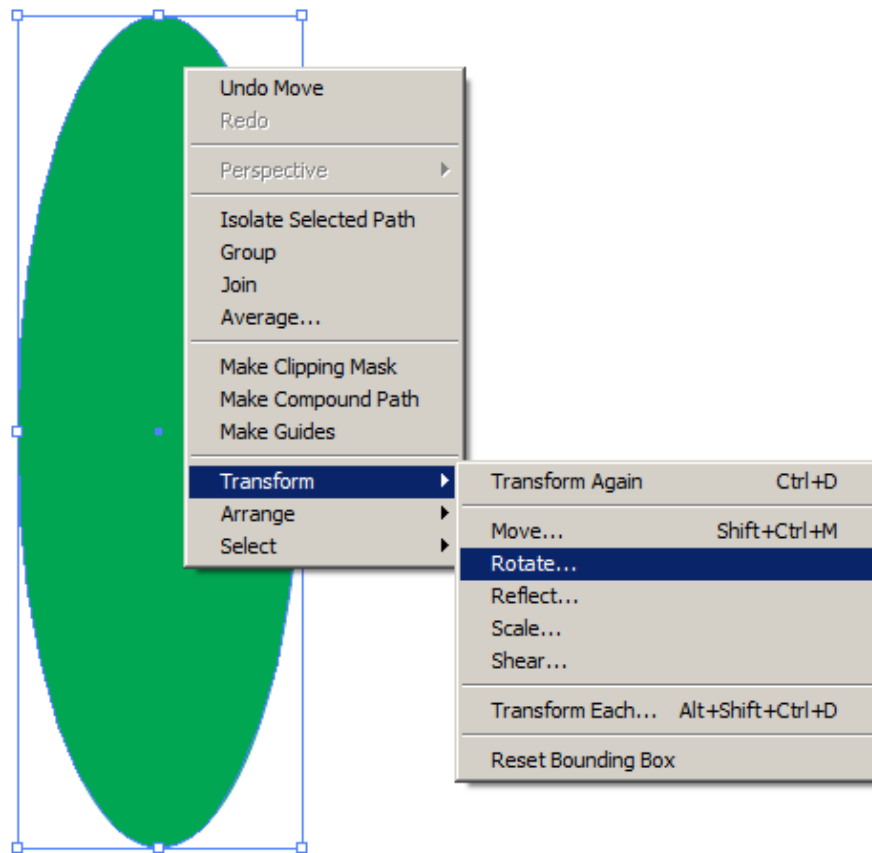 Undo Move
Redo
Perspective
Isolate Selected Path
Group
Join
Average...
Make Clipping Mask
Make Compound Path
Make Guides
Transform
Arrange
Select
Transform Again Ctrl+D
Move... Shift+Ctrl+M
Rotate...
Reflect...
Scale...
Shear...
Transform Each... Alt+Shift+Ctrl+D
Reset Bounding Box